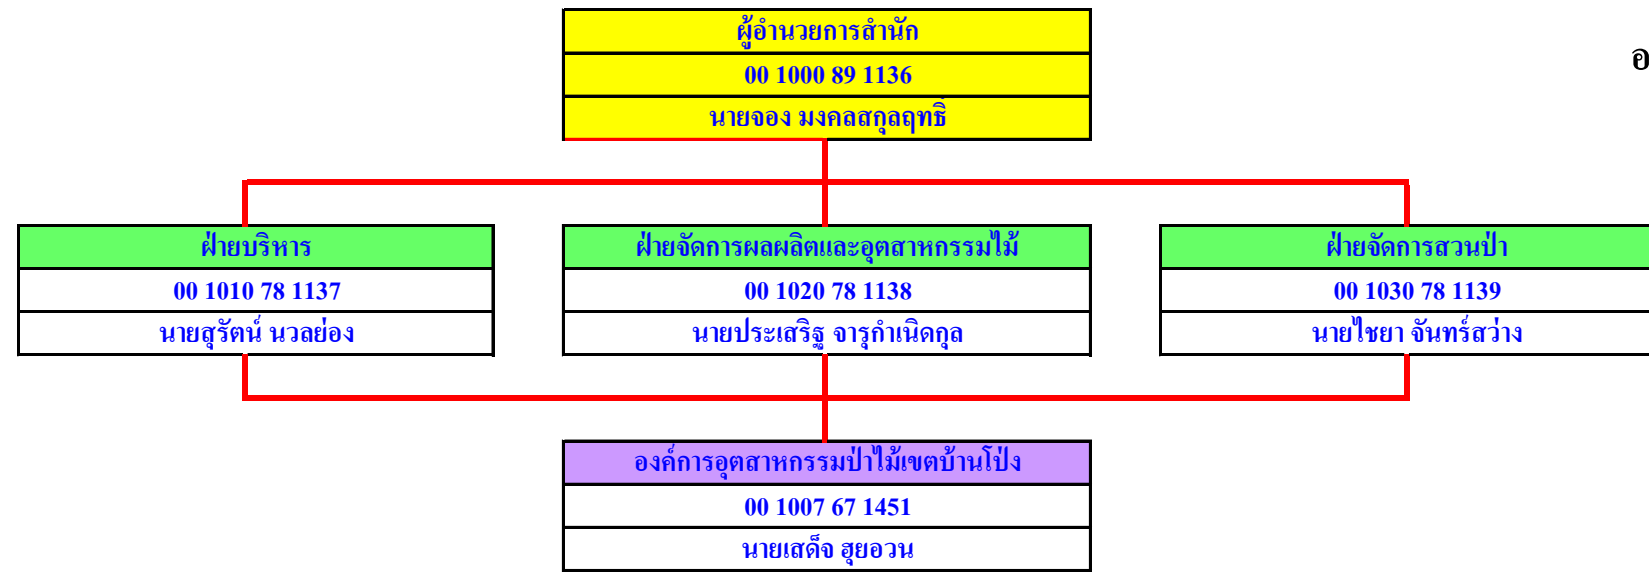 ผู้อำนวยการสำนัก
00 1000 89 1136
นายจอง มงคลสกุลฤทธิ์
อ
ฝ่ายบริหาร
00 1010 78 1137
นายสุรัตน์ นวลย่อง
ฝ่ายจัดการผลผลิตและอุตสาหกรรมไม้
00 1020 78 1138
นายประเสริฐ จารุกำเนิดกุล
ฝ่ายจัดการสวนป่า
00 1030 78 1139
นายไชยา จันทร์สว่าง
องค์การอุตสาหกรรมป่าไม้เขตบ้านโป่ง
00 1007 67 1451
นายเสด็จ ฮุยอวน